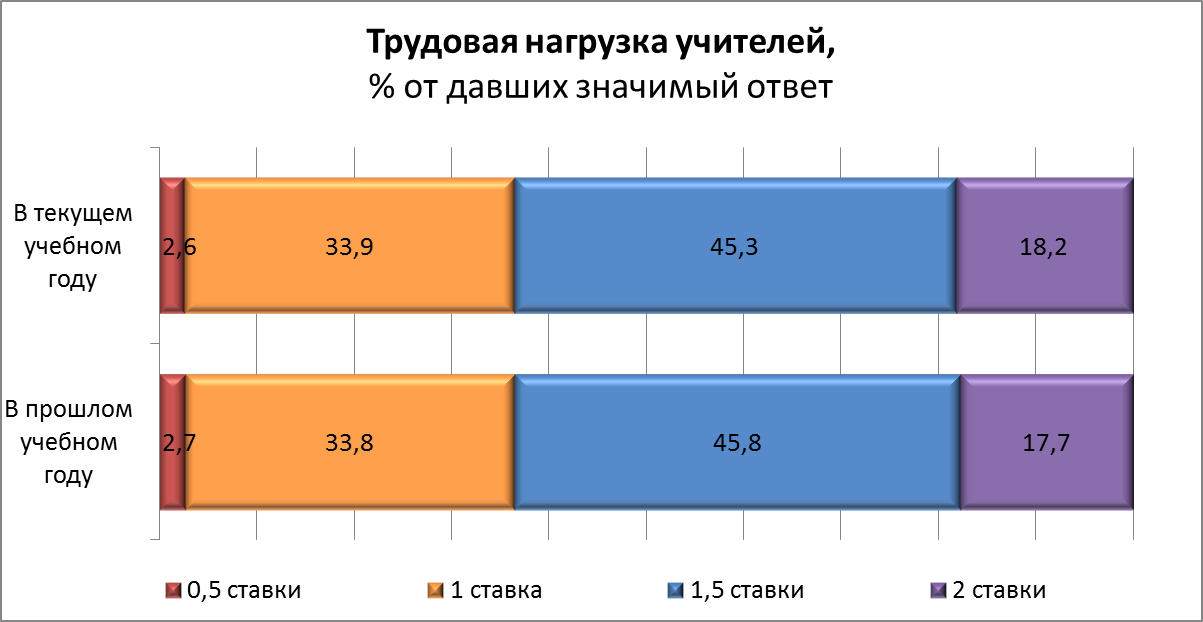 Трудовая нагрузка учителей,
% от давших значимый ответ
В текущем
учебном
году
2,6
33,9
45,3
18,2
В прошлом
учебном
году
2,7
33,8
45,8
17,7
0,5 ставки
1 ставка
1,5 ставки
2 ставки